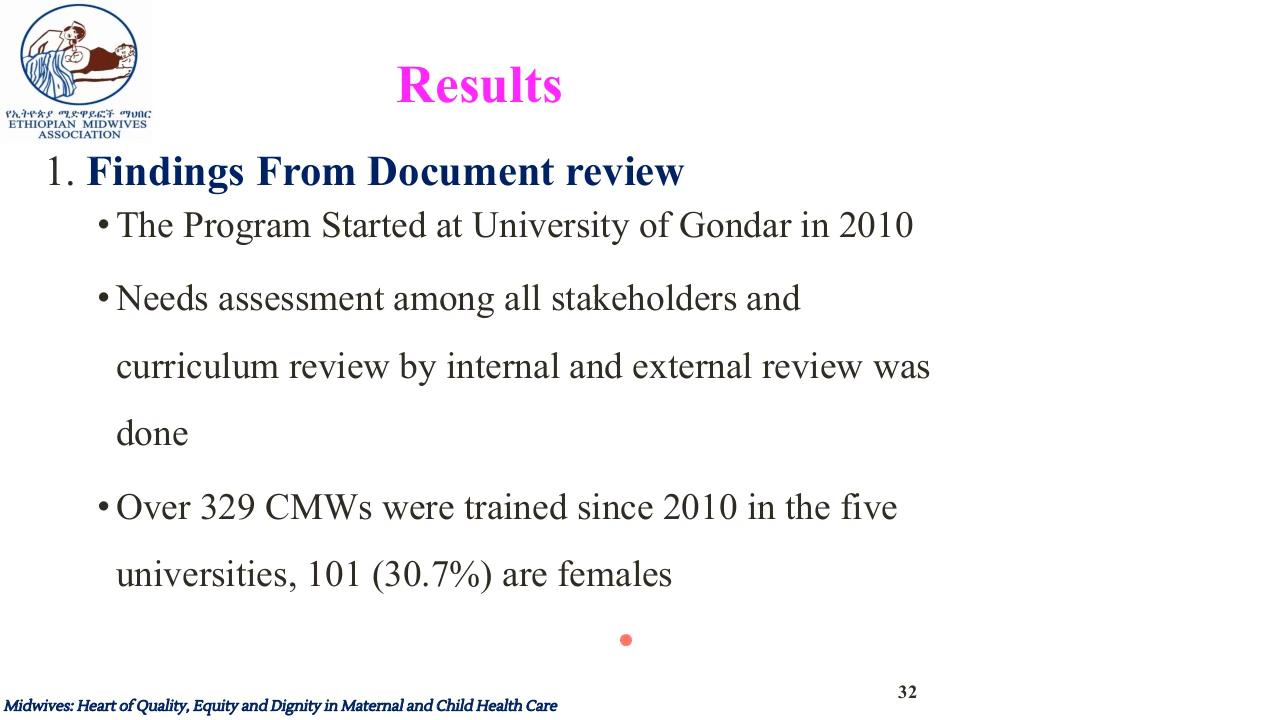 የኢትዮጵያ ሚድዋይፎች ማህበር
ETHIOPIAN MIDWIVES
ASSOCIATION
Results
1. Findings From Document review
• The Program Started at University of Gondar in 2010
• Needs assessment among all stakeholders and
curriculum review by internal and external review was
done
• Over 329 CMWs were trained since 2010 in the five
universities, 101 (30.7%) are females
32
Midwives: Heart of Quality, Equity and Dignity in Maternal and Child Health Care